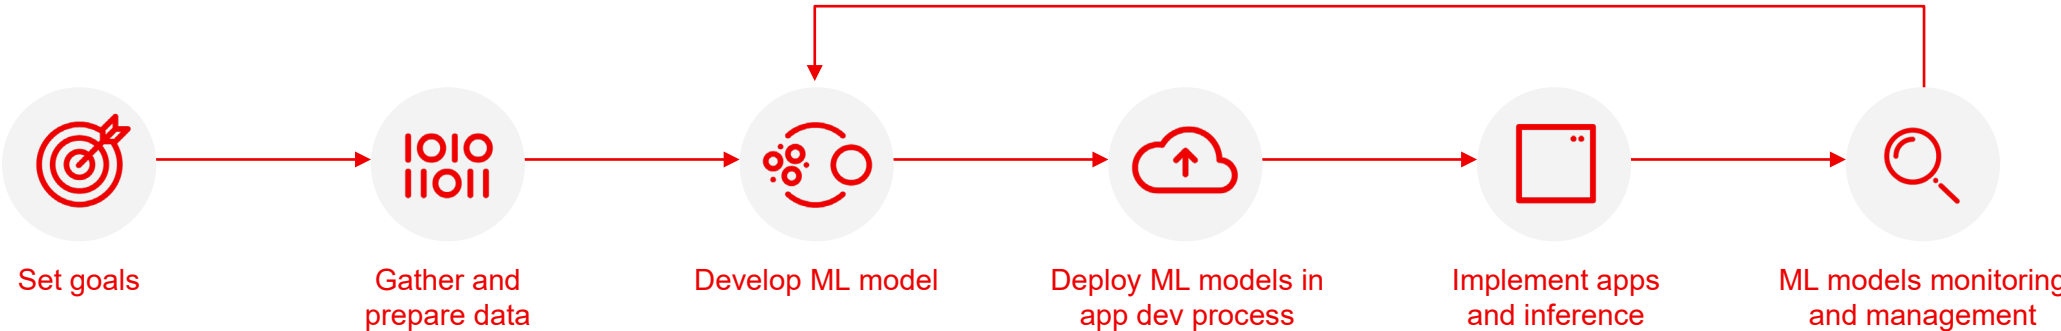 1010
11011
Set goals
Gather and
prepare data
Develop ML model
Deploy ML models in
app dev process
Implement apps
and inference
ML models monitoring
and management